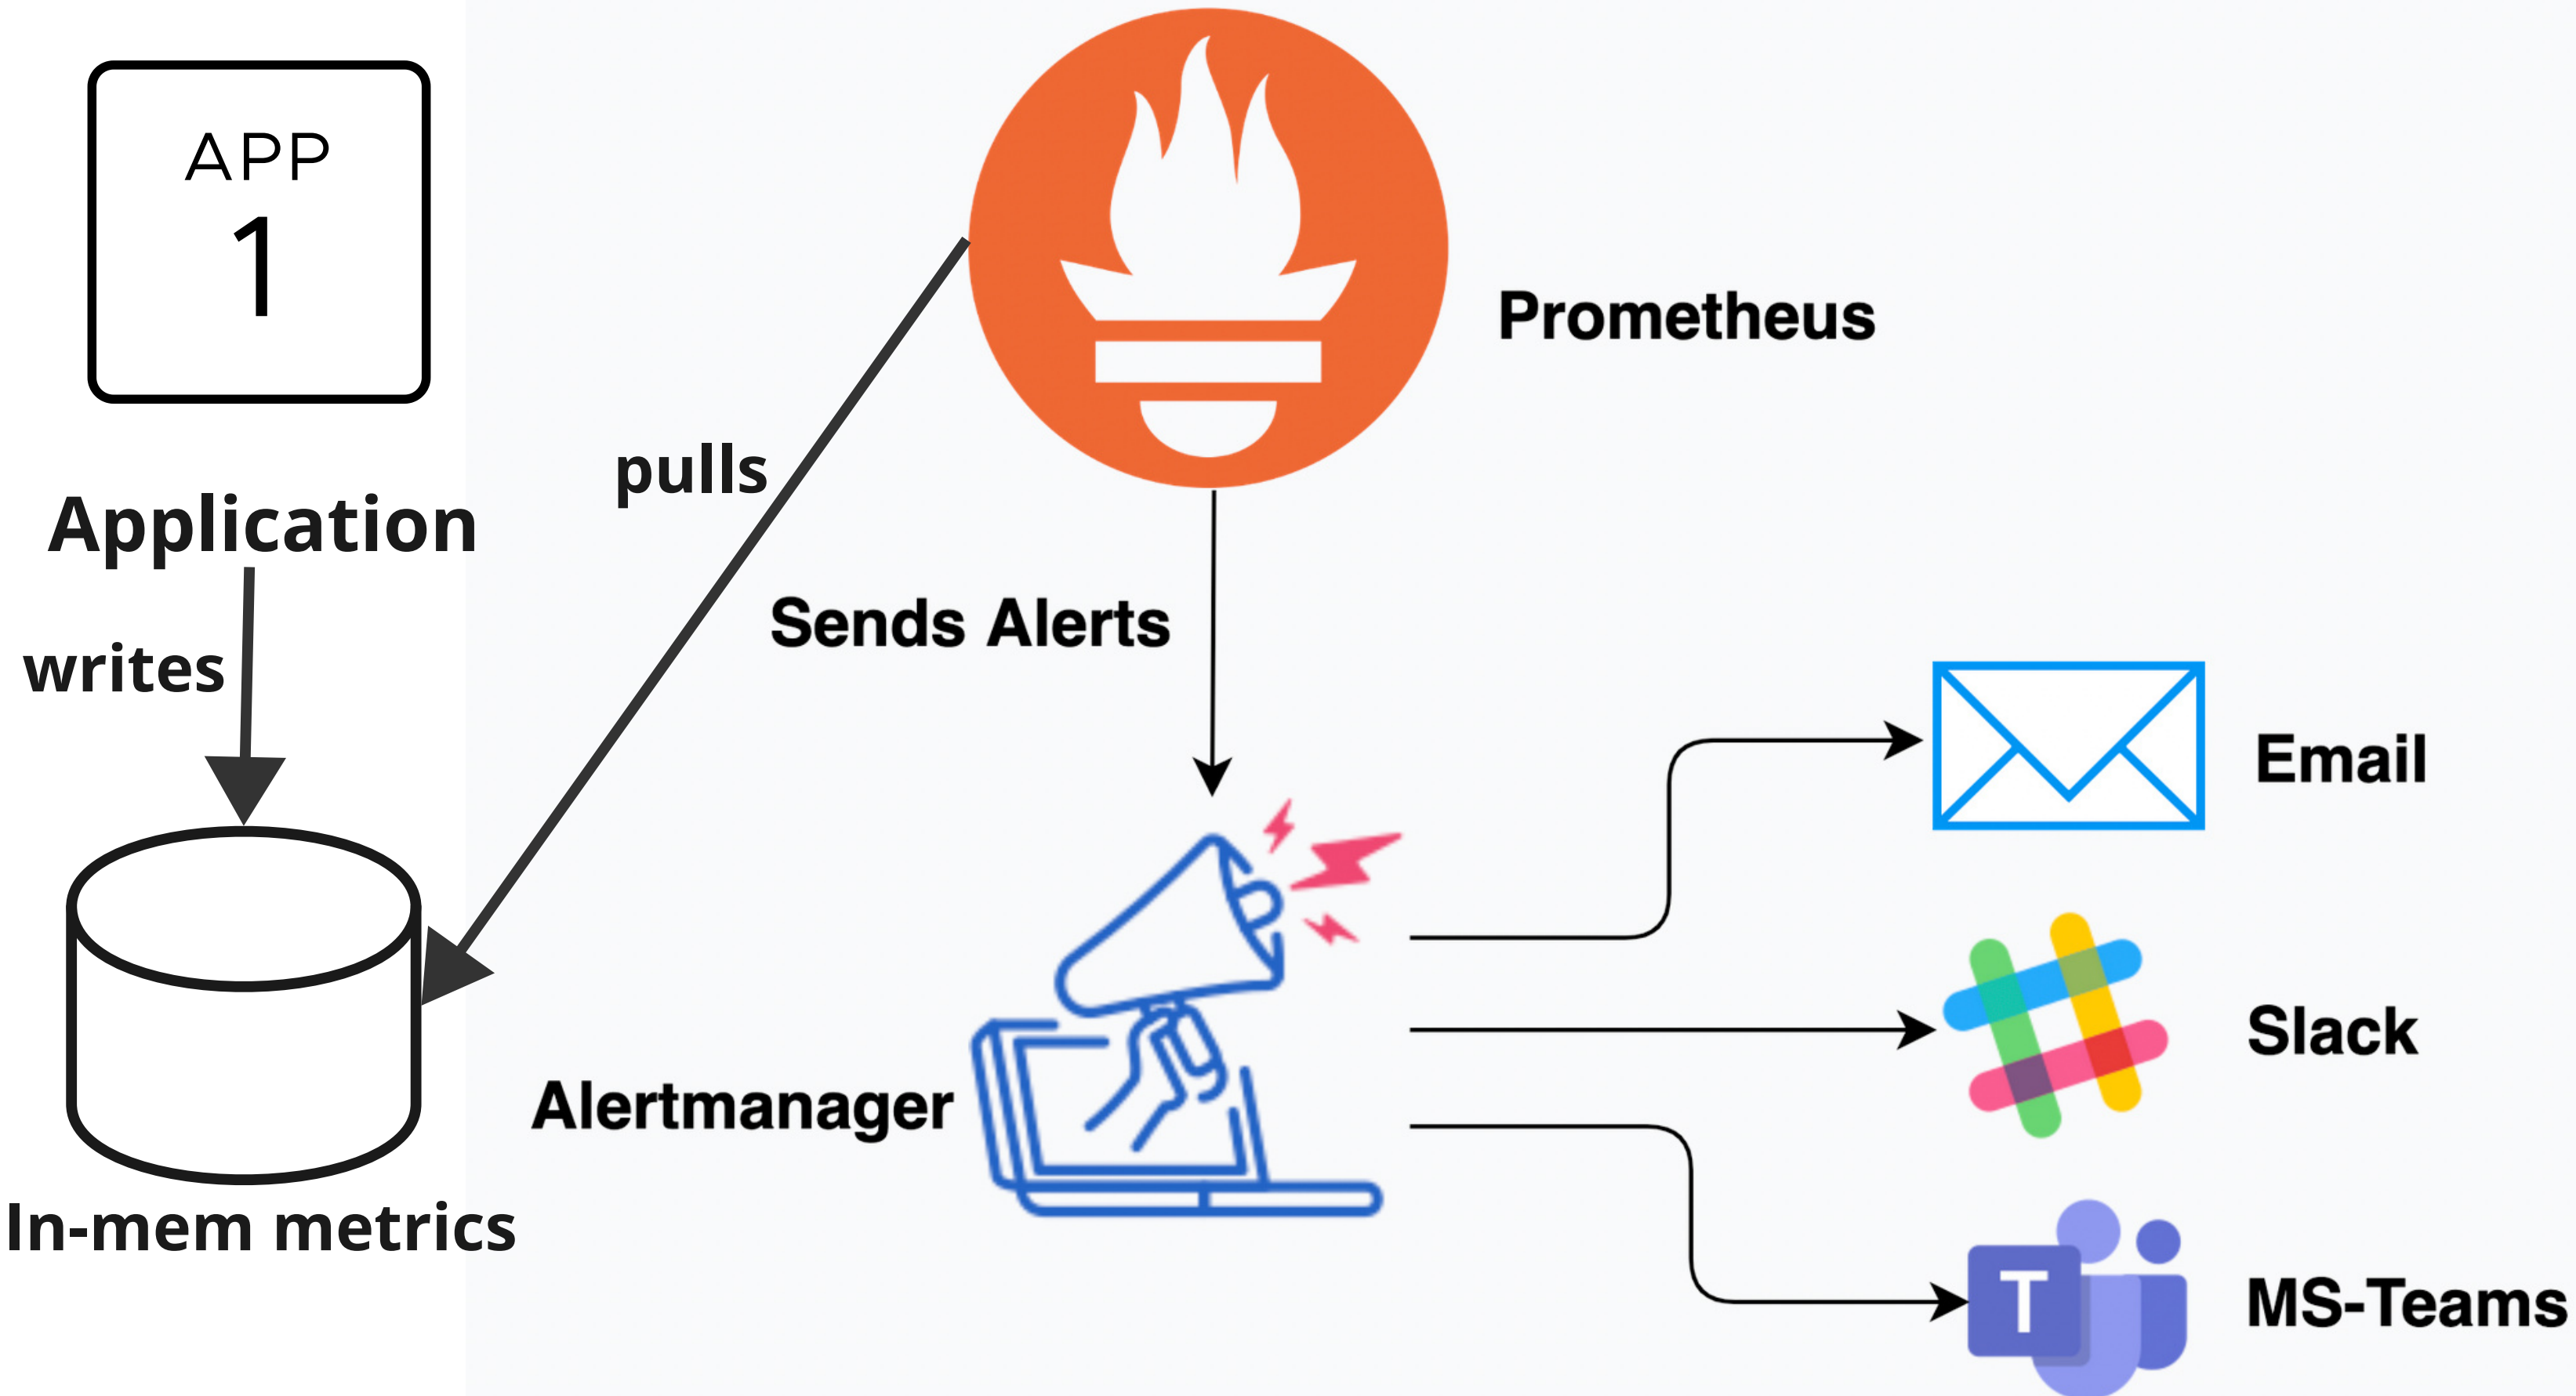 APP
1
Application
writes
In-mem metrics
pulls
Prometheus
Sends Alerts
Alertmanager
Email
Slack
T
MS-Teams